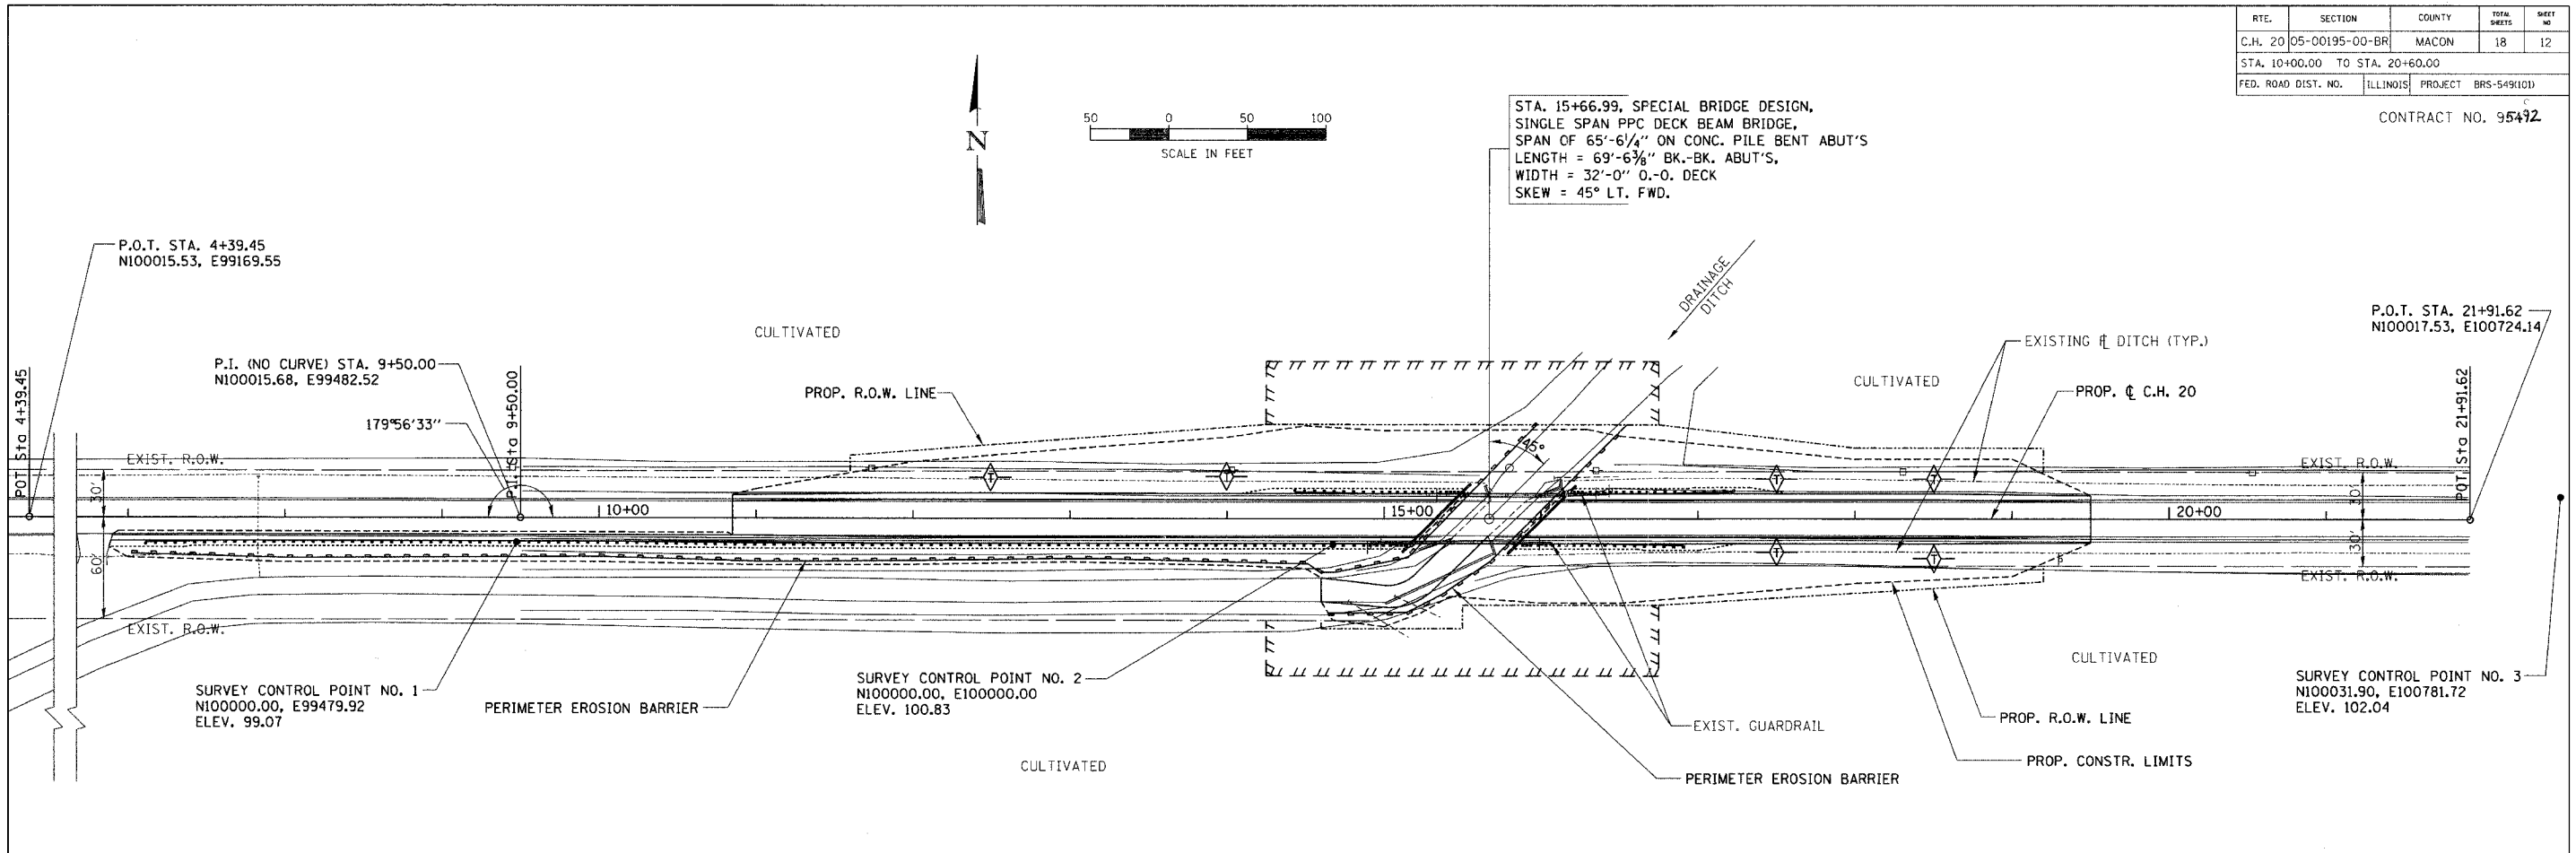 RTE. SECTION COUNTY TOTAL SHEETS SHEET NO
C.H. 20 05-00195-00-BR MACON 18 12
STA. 10+00.00 TO STA. 20+60.00
FED. ROAD DIST. NO. ILLINOIS PROJECT BRS-549(101)
CONTRACT NO. 95492
C
N
50 0 50 100
SCALE IN FEET
STA. 15+66.99, SPECIAL BRIDGE DESIGN,
SINGLE SPAN PPC DECK BEAM BRIDGE,
SPAN OF 65'-6 1/4" ON CONC. PILE BENT ABUT'S
LENGTH = 69'-6 3/8" BK.-BK. ABUT'S,
WIDTH = 32'-0" O.-O. DECK
SKEW = 45° LT. FWD.
P.O.T. STA. 4+39.45
N100015.53, E99169.55
DRAINAGE
DITCH
P.O.T. STA. 21+91.62
N100017.53, E100724.14
CULTIVATED
EXISTING ℄ DITCH (TYP.)
P.I. (NO CURVE) STA. 9+50.00
N100015.68, E99482.52
PROP. R.O.W. LINE
CULTIVATED
PROP. ℄ C.H. 20
179°56'33"
POT Sta 4+39.45
P.I. Sta 9+50.00
POT Sta 21+91.62
45°
EXIST. R.O.W.
EXIST. R.O.W.
T
T
T
T
30'
30'
10+00
15+00
20+00
60'
30'
T
T
EXIST. R.O.W.
EXIST. R.O.W.
CULTIVATED
SURVEY CONTROL POINT NO. 1
N100000.00, E99479.92
ELEV. 99.07
PERIMETER EROSION BARRIER
SURVEY CONTROL POINT NO. 2
N100000.00, E100000.00
ELEV. 100.83
SURVEY CONTROL POINT NO. 3
N100031.90, E100781.72
ELEV. 102.04
EXIST. GUARDRAIL
PROP. R.O.W. LINE
CULTIVATED
PROP. CONSTR. LIMITS
PERIMETER EROSION BARRIER